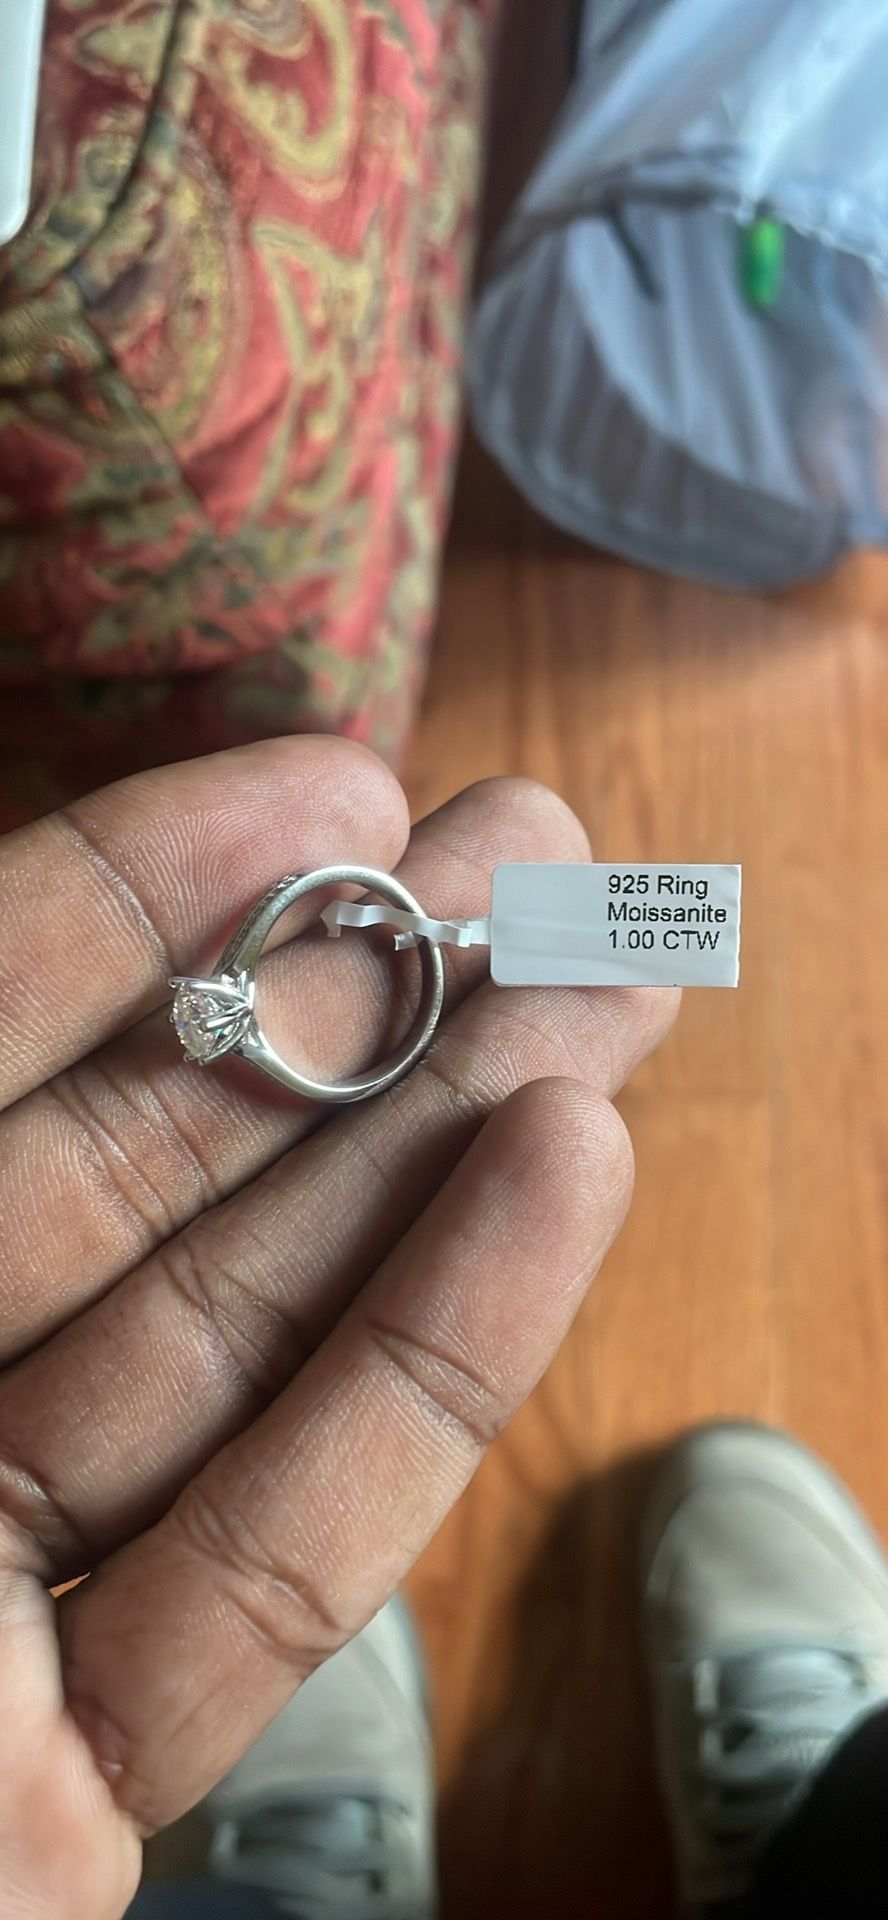 925 Ring
Moissanite
1.00 CTW